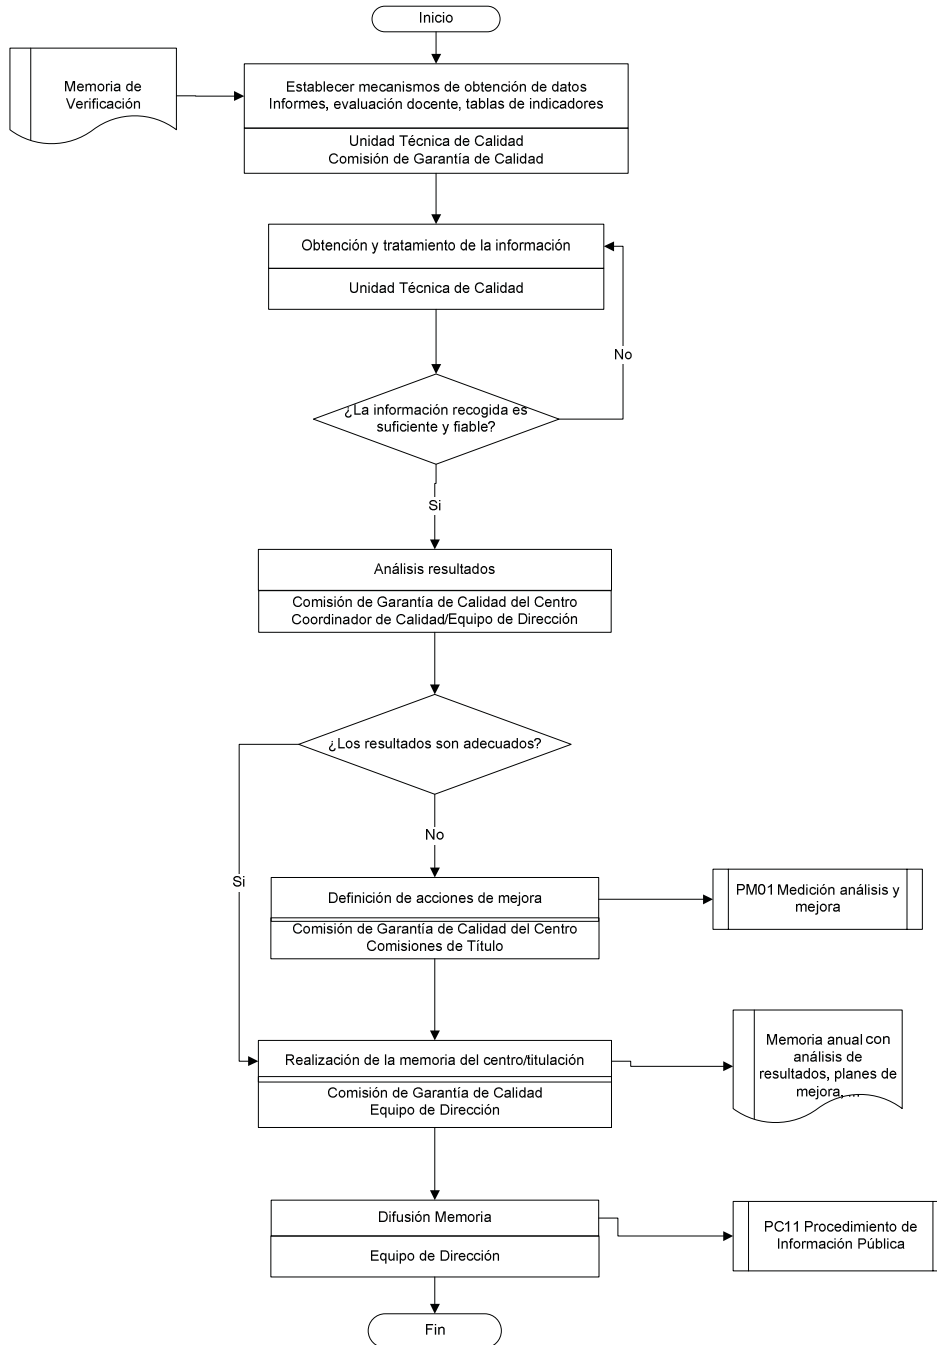 Inicio
Memoria de
Verificación
Establecer mecanismos de obtención de datos
Informes, evaluación docente, tablas de indicadores
Unidad Técnica de Calidad
Comisión de Garantía de Calidad
Obtención y tratamiento de la información
Unidad Técnica de Calidad
No
¿La información recogida es
suficiente y fiable?
Si
Análisis resultados
Comisión de Garantía de Calidad del Centro
Coordinador de Calidad/Equipo de Dirección
¿Los resultados son adecuados?
No
Si
Definición de acciones de mejora
Comisión de Garantía de Calidad del Centro
Comisiones de Título
PM01 Medición análisis y
mejora
Realización de la memoria del centro/titulación
Comisión de Garantía de Calidad
Equipo de Dirección
Memoria anual con
análisis de
resultados, planes de
mejora, ...
Difusión Memoria
Equipo de Dirección
PC11 Procedimiento de
Información Pública
Fin